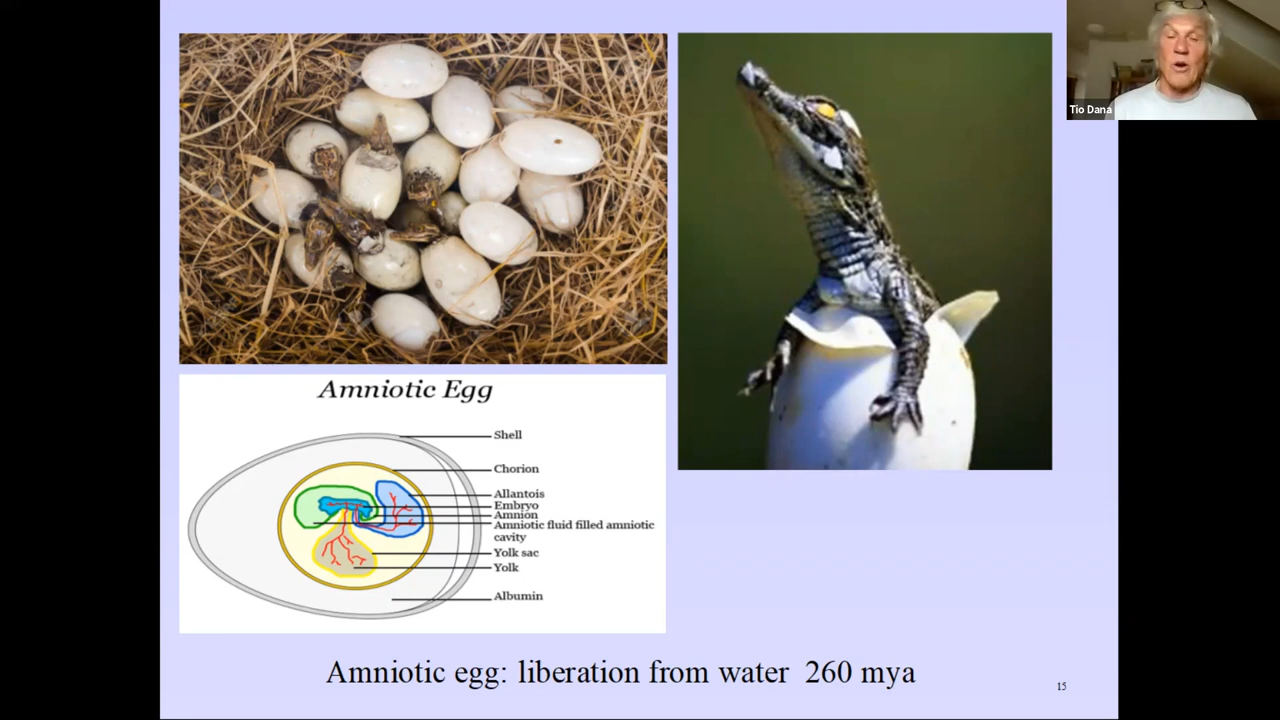 Tio Dana
Amniotic Egg
Shell
Chorion
Allantois
Embryo
Amnion
Amniotic fluid filled amniotic
cavity
Yolk sac
Yolk
Albumin
Amniotic egg: liberation from water 260 mya
15